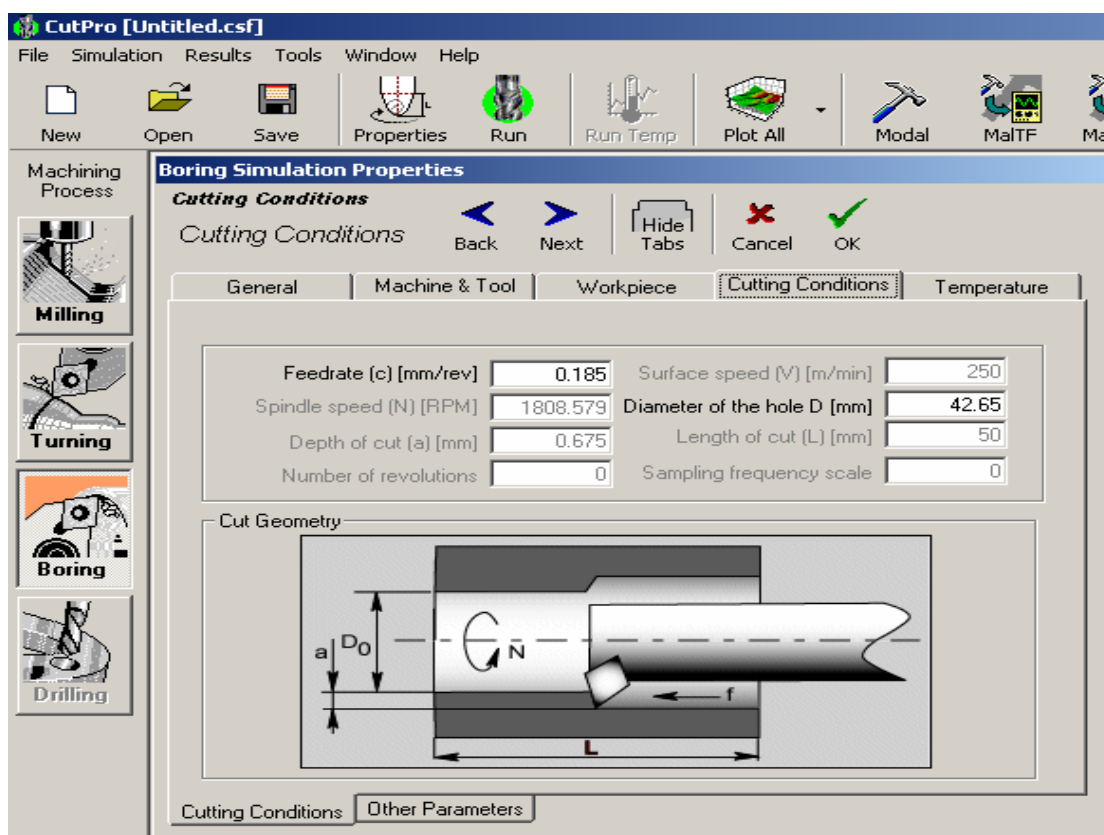 CutPro [Untitled.csf]
File Simulation Results Tools Window Help
New Open Save Properties Run Run Temp Plot All Modal MalTF
Machining
Process
Milling
Turning
Boring
Drilling
Boring Simulation Properties
Cutting Conditions
Cutting Conditions
Back Next Hide Tabs Cancel OK
General Machine & Tool Workpiece Cutting Conditions Temperature
Feedrate (c) [mm/rev] 0.185 Surface speed (V) [m/min] 250
Spindle speed (N) [RPM] 1808.579 Diameter of the hole D [mm] 42.65
Depth of cut (a) [mm] 0.675 Length of cut (L) [mm] 50
Number of revolutions 0 Sampling frequency scale 0
Cut Geometry
a D0 N
f
L
Cutting Conditions Other Parameters